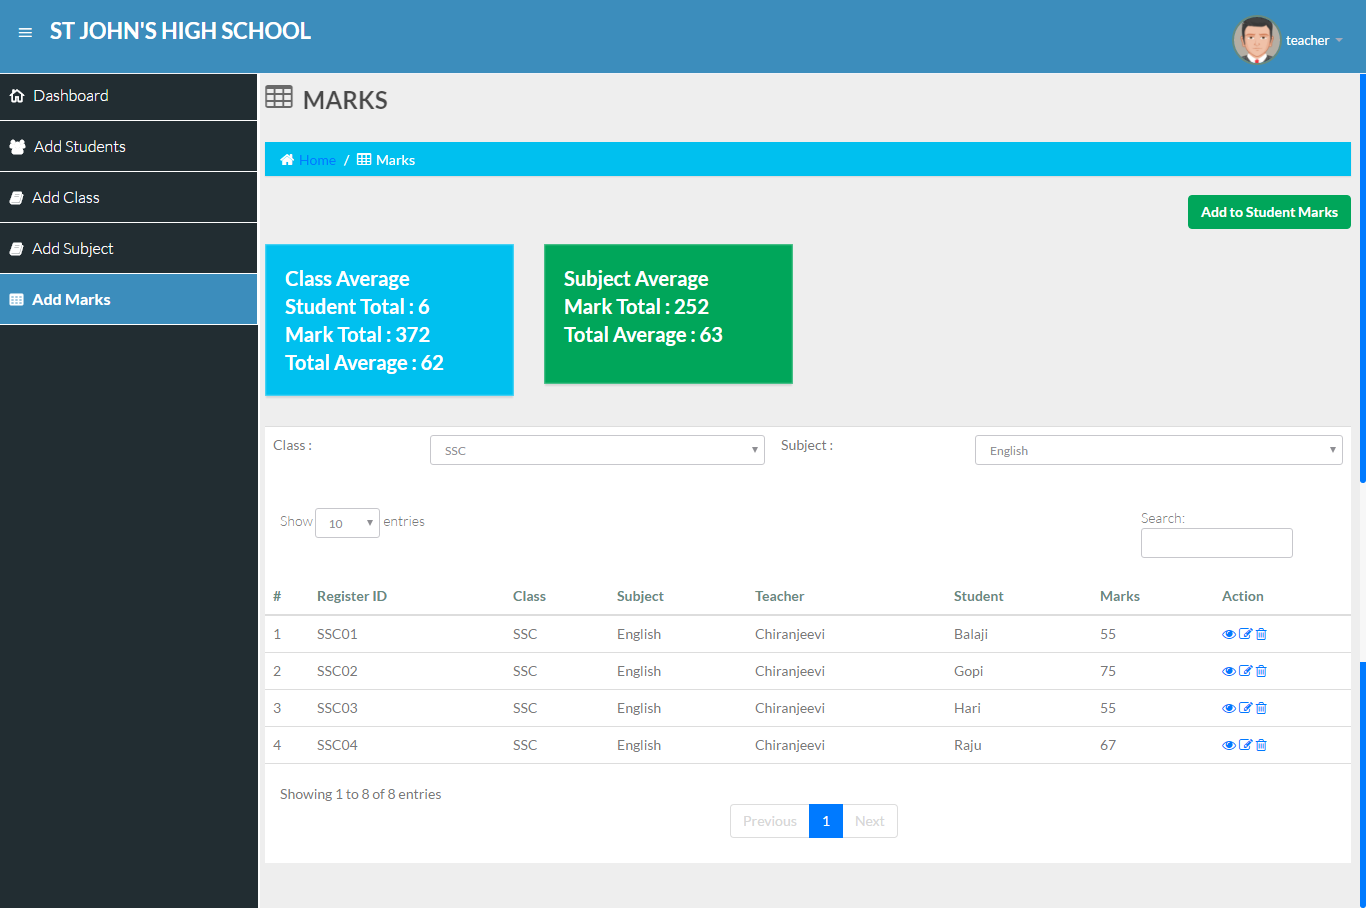 ST JOHN'S HIGH SCHOOL
teacher
Dashboard
Add Students
Add Class
Add Subject
Add Marks
MARKS
Home / Marks
Add to Student Marks
Class Average
Student Total : 6
Mark Total : 372
Total Average : 62
Subject Average
Mark Total : 252
Total Average : 63
Class : SSC Subject : English
Show 10 entries
Search:
# Register ID Class Subject Teacher Student Marks Action
1 SSC01 SSC English Chiranjeevi Balaji 55
2 SSC02 SSC English Chiranjeevi Gopi 75
3 SSC03 SSC English Chiranjeevi Hari 55
4 SSC04 SSC English Chiranjeevi Raju 67
Showing 1 to 8 of 8 entries
Previous 1 Next